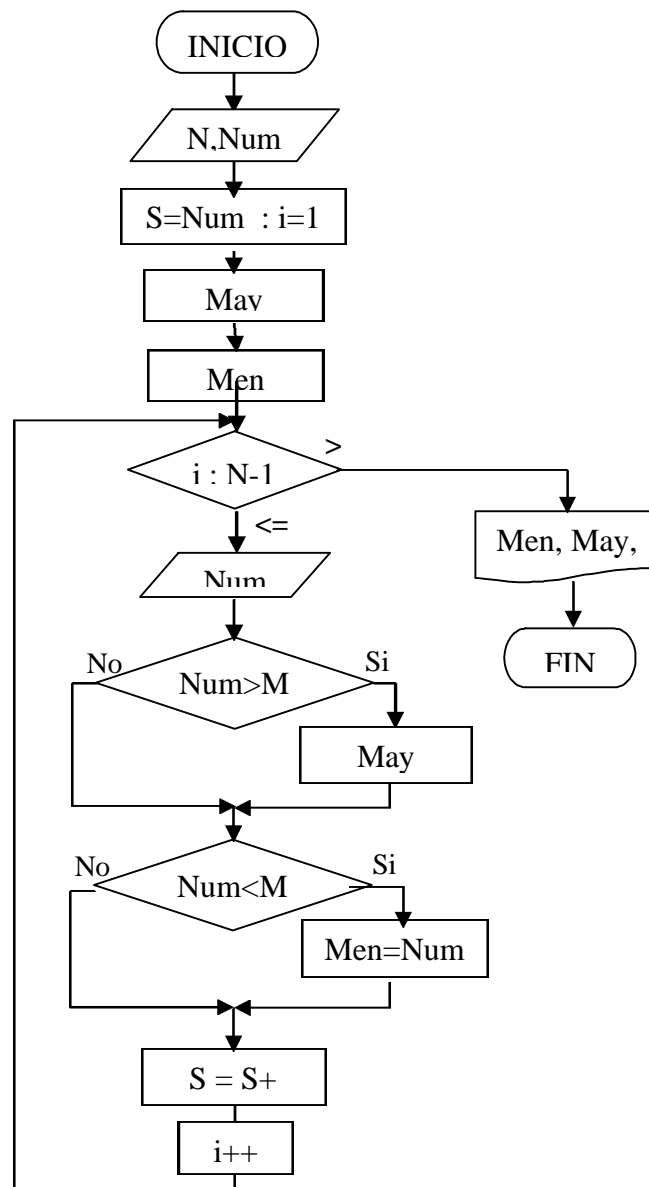 INICIO
N,Num
S=Num : i=1
May
Men
i : N-1
>
<=
Men, May,
Num
FIN
No
Si
Num>M
May
No
Si
Num<M
Men=Num
S = S+
i++